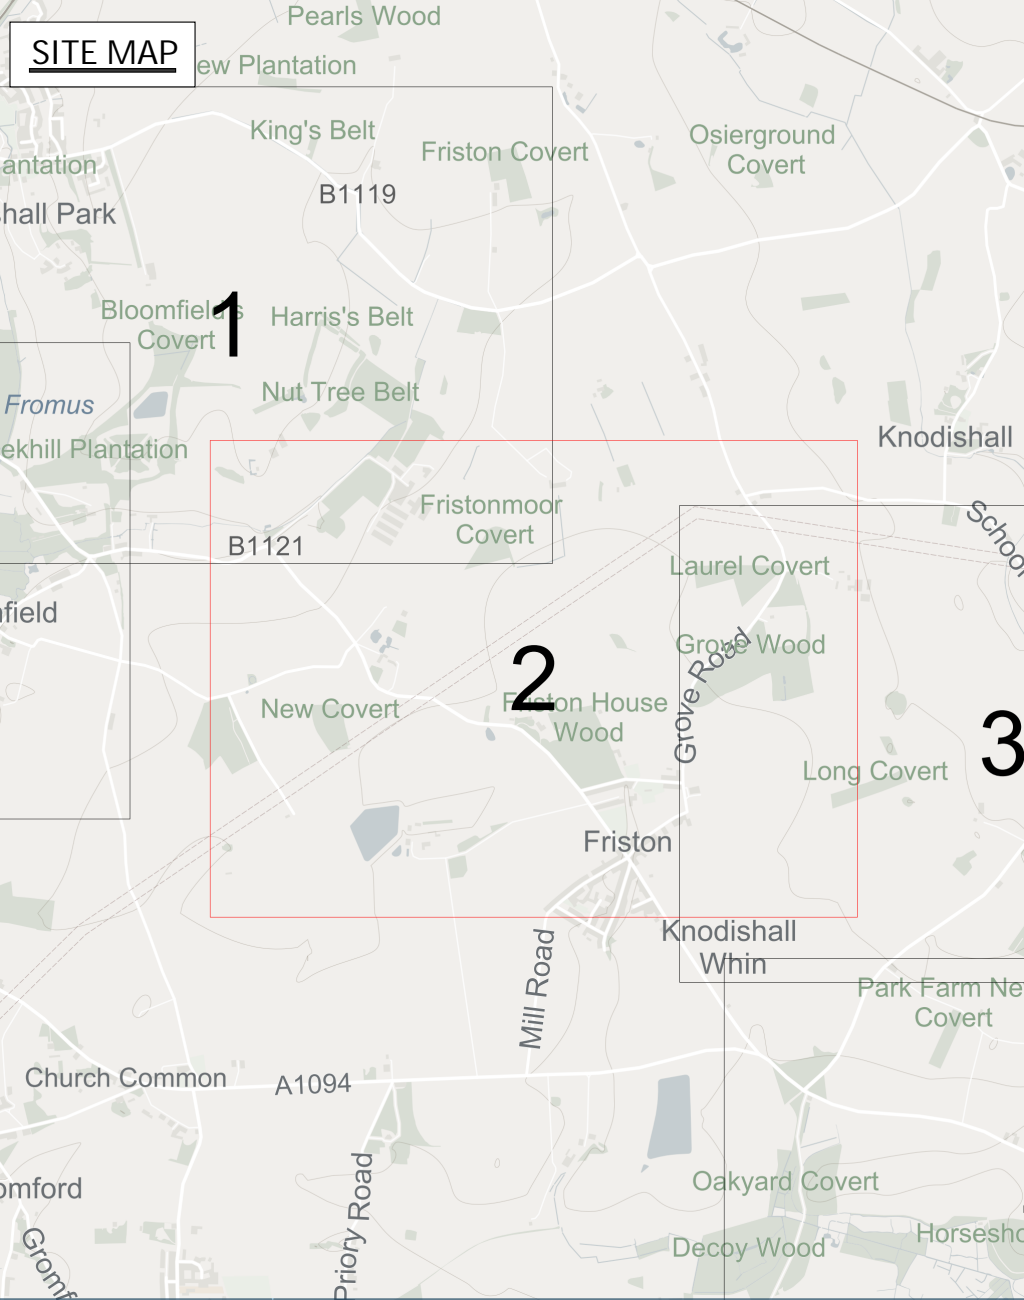 Pearls Wood
SITE MAP
ew Plantation
King's Belt
Friston Covert
Osierground
Covert
antation
B1119
hall Park
Bloomfield's
Covert
1
Harris's Belt
Fromus
Nut Tree Belt
Knodishall
ekhill Plantation
Fristonmoor
Covert
School
B1121
Laurel Covert
field
Grove Wood
Grove Road
2
New Covert
Friston House
Wood
3
Long Covert
Friston
Knodishall
Whin
Mill Road
Park Farm Ne
Covert
Church Common
A1094
Priory Road
Oakyard Covert
omford
Gromf
Decoy Wood
Horsesho